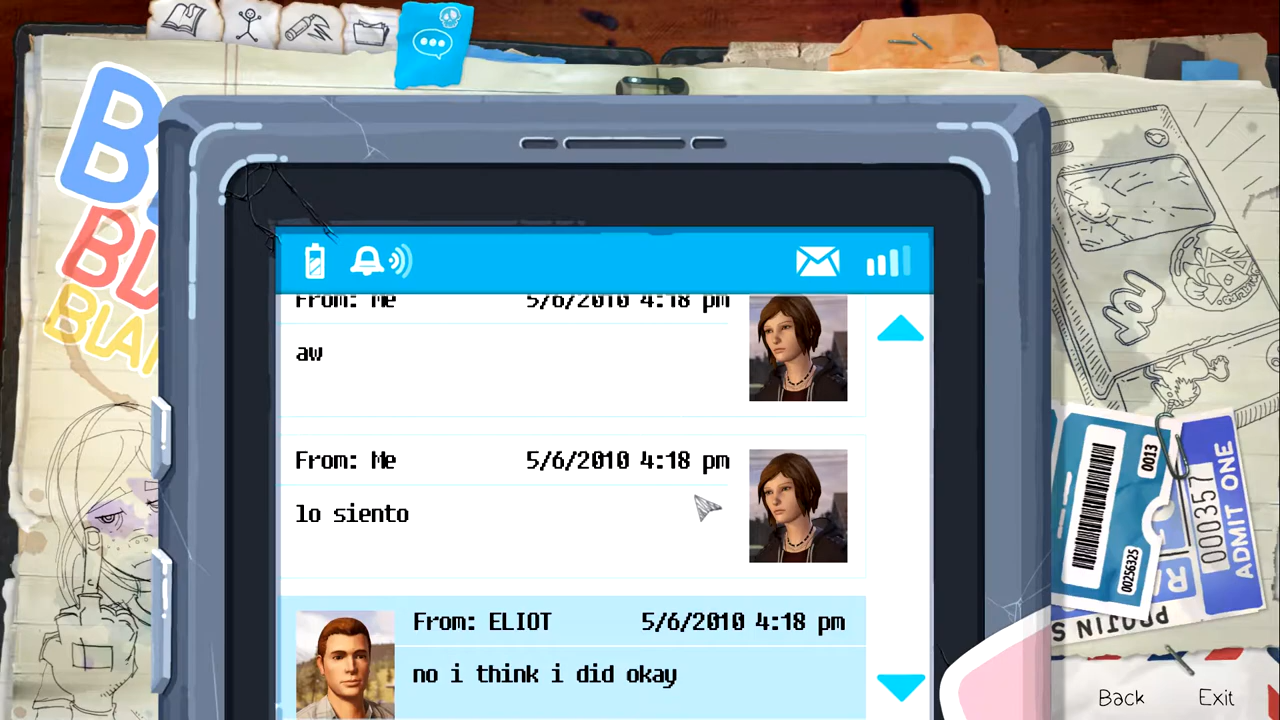 From: Me 5/6/2010 4:18 pm
aw
From: Me 5/6/2010 4:18 pm
lo siento
From: ELIOT 5/6/2010 4:18 pm
no i think i did okay
0013
00256325
000357
ADMIT ONE
Back
Exit